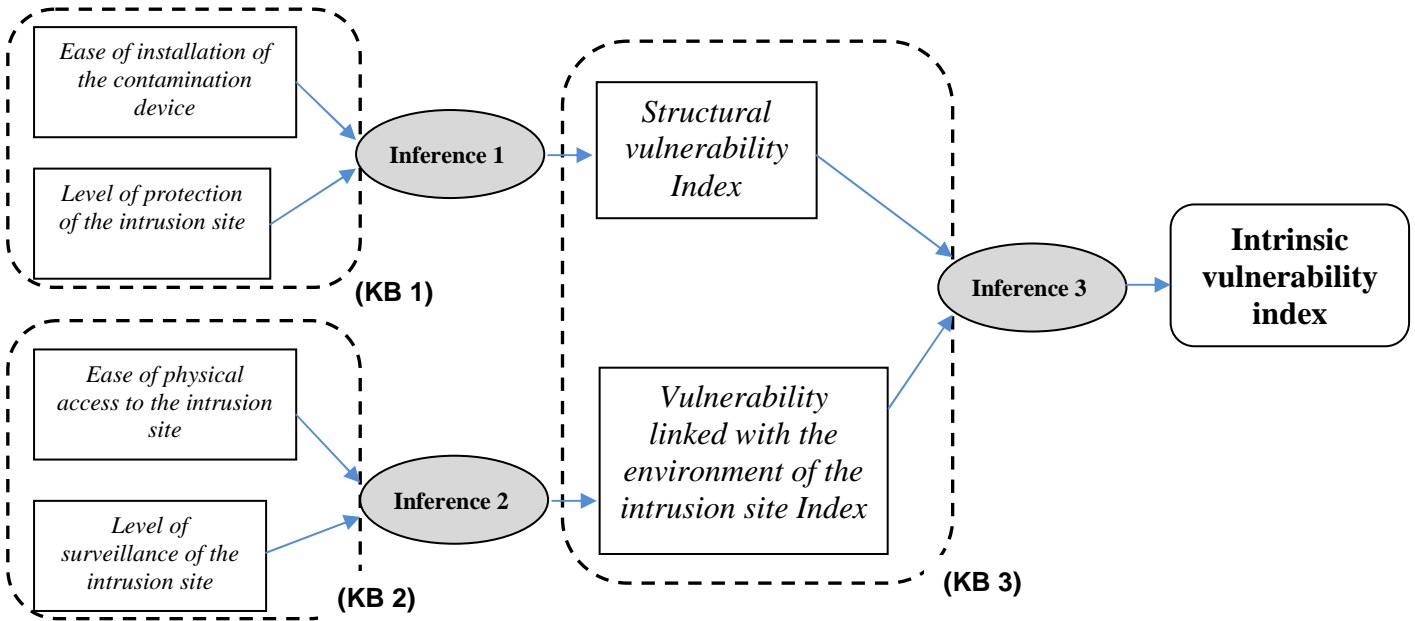 Ease of installation of
the contamination
device
Level of protection
of the intrusion site
Inference 1
(KB 1)
Ease of physical
access to the intrusion
site
Level of
surveillance of the
intrusion site
Inference 2
(KB 2)
Structural
vulnerability
Index
Vulnerability
linked with the
environment of the
intrusion site Index
(KB 3)
Inference 3
Intrinsic
vulnerability
index